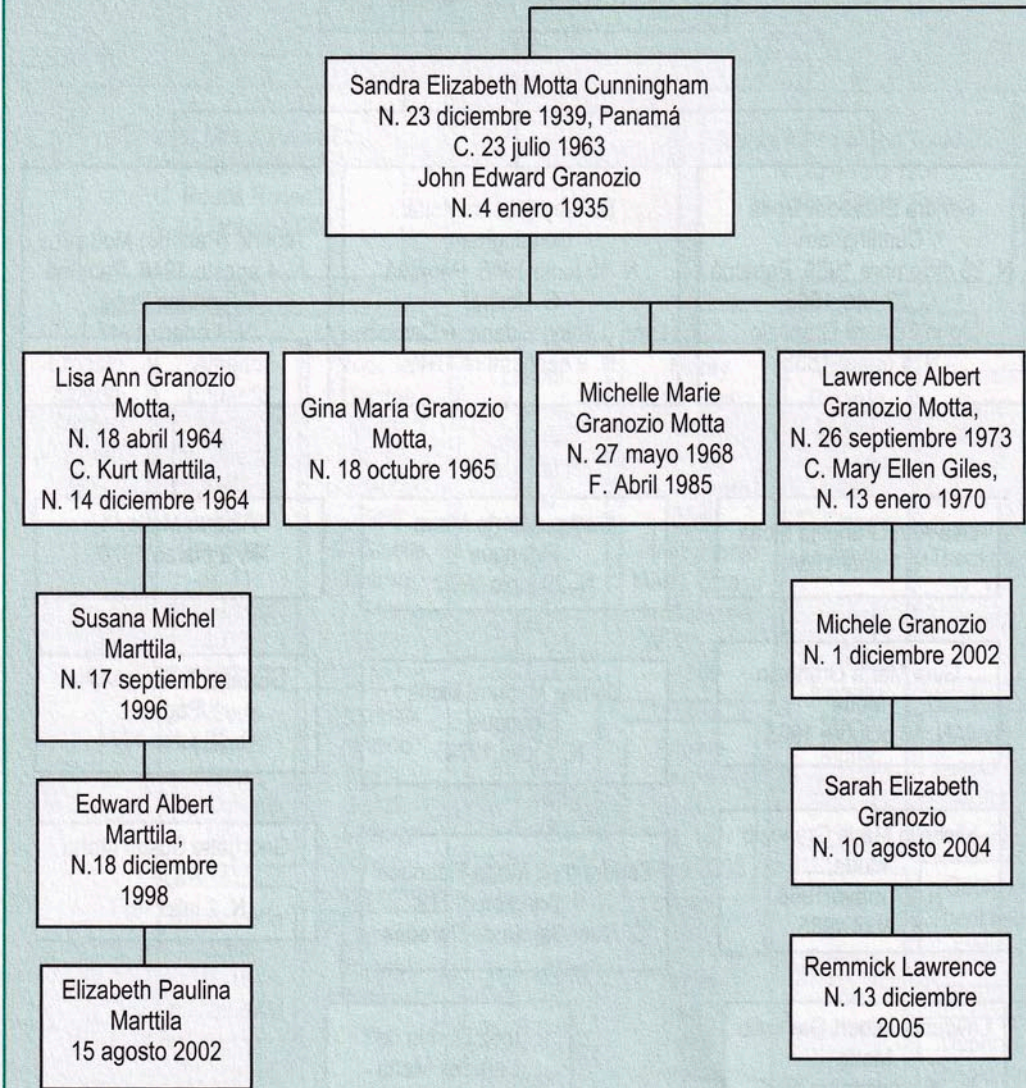 Sandra Elizabeth Motta Cunningham
N. 23 diciembre 1939, Panamá
C. 23 julio 1963
John Edward Granozio
N. 4 enero 1935
Lisa Ann Granozio
Motta,
N. 18 abril 1964
C. Kurt Marttila,
N. 14 diciembre 1964
Gina María Granozio
Motta,
N. 18 octubre 1965
Michelle Marie
Granozio Motta
N. 27 mayo 1968
F. Abril 1985
Lawrence Albert
Granozio Motta,
N. 26 septiembre 1973
C. Mary Ellen Giles,
N. 13 enero 1970
Susana Michel
Marttila,
N. 17 septiembre
1996
Edward Albert
Marttila,
N.18 diciembre
1998
Elizabeth Paulina
Marttila
15 agosto 2002
Michele Granozio
N. 1 diciembre 2002
Sarah Elizabeth
Granozio
N. 10 agosto 2004
Remmick Lawrence
N. 13 diciembre
2005